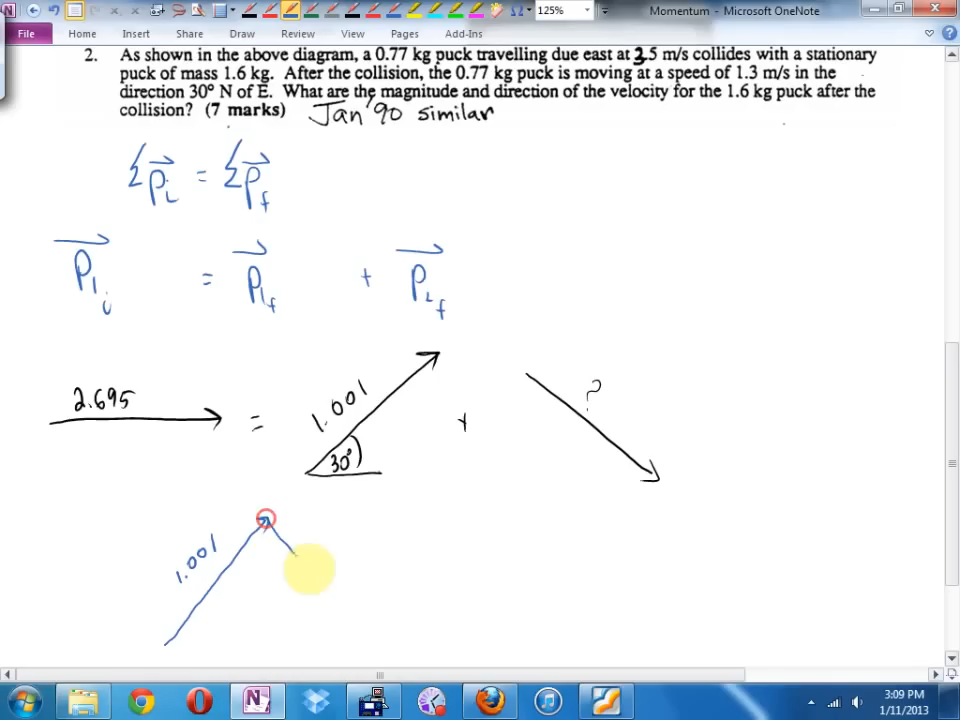 125%
Momentum - Microsoft OneNote
File Home Insert Share Draw Review View Pages Add-Ins
2. As shown in the above diagram, a 0.77 kg puck travelling due east at 3.5 m/s collides with a stationary
puck of mass 1.6 kg. After the collision, the 0.77 kg puck is moving at a speed of 1.3 m/s in the
direction 30° N of E. What are the magnitude and direction of the velocity for the 1.6 kg puck after the
collision? (7 marks) Jan '90 similar
Σp⃗i = Σp⃗f
p⃗1i = p⃗1f + p⃗2f
2.695 = 1.001 30° + ?
1.001
3:09 PM
1/11/2013